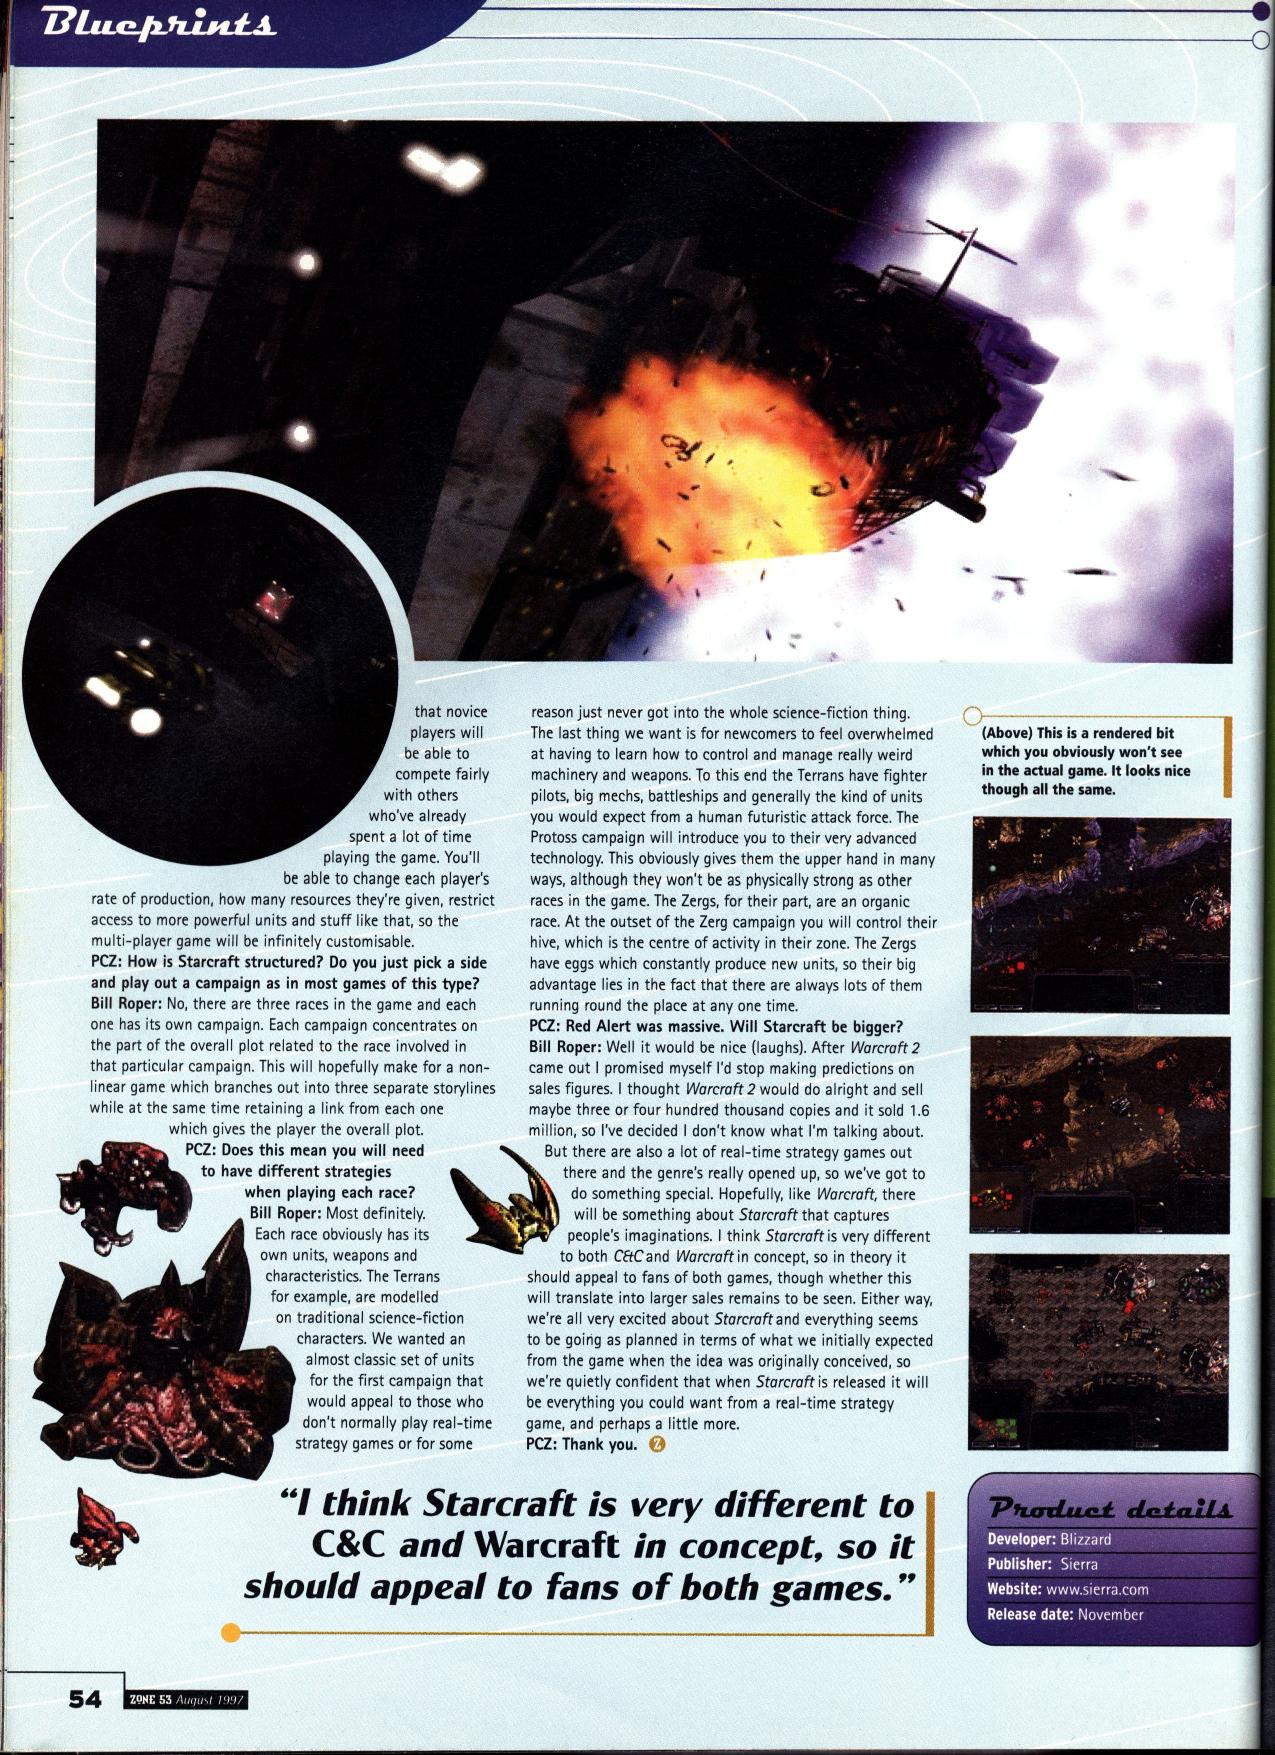 Blueprints
that novice
players will
be able to
compete fairly
with others
who've already
spent a lot of time
playing the game. You'll
be able to change each player's
rate of production, how many resources they're given, restrict
access to more powerful units and stuff like that, so the
multi-player game will be infinitely customisable.
PCZ: How is Starcraft structured? Do you just pick a side
and play out a campaign as in most games of this type?
Bill Roper: No, there are three races in the game and each
one has its own campaign. Each campaign concentrates on
the part of the overall plot related to the race involved in
that particular campaign. This will hopefully make for a non-
linear game which branches out into three separate storylines
while at the same time retaining a link from each one
which gives the player the overall plot.
PCZ: Does this mean you will need
to have different strategies
when playing each race?
Bill Roper: Most definitely.
Each race obviously has its
own units, weapons and
characteristics. The Terrans
for example, are modelled
on traditional science-fiction
characters. We wanted an
almost classic set of units
for the first campaign that
would appeal to those who
don't normally play real-time
strategy games or for some
reason just never got into the whole science-fiction thing.
The last thing we want is for newcomers to feel overwhelmed
at having to learn how to control and manage really weird
machinery and weapons. To this end the Terrans have fighter
pilots, big mechs, battleships and generally the kind of units
you would expect from a human futuristic attack force. The
Protoss campaign will introduce you to their very advanced
technology. This obviously gives them the upper hand in many
ways, although they won't be as physically strong as other
races in the game. The Zergs, for their part, are an organic
race. At the outset of the Zerg campaign you will control their
hive, which is the centre of activity in their zone. The Zergs
have eggs which constantly produce new units, so their big
advantage lies in the fact that there are always lots of them
running round the place at any one time.
PCZ: Red Alert was massive. Will Starcraft be bigger?
Bill Roper: Well it would be nice (laughs). After Warcraft 2
came out I promised myself I'd stop making predictions on
sales figures. I thought Warcraft 2 would do alright and sell
maybe three or four hundred thousand copies and it sold 1.6
million, so I've decided I don't know what I'm talking about.
But there are also a lot of real-time strategy games out
there and the genre's really opened up, so we've got to
do something special. Hopefully, like Warcraft, there
will be something about Starcraft that captures
people's imaginations. I think Starcraft is very different
to both C&C and Warcraft in concept, so in theory it
should appeal to fans of both games, though whether this
will translate into larger sales remains to be seen. Either way,
we're all very excited about Starcraft and everything seems
to be going as planned in terms of what we initially expected
from the game when the idea was originally conceived, so
we're quietly confident that when Starcraft is released it will
be everything you could want from a real-time strategy
game, and perhaps a little more.
PCZ: Thank you. Z
(Above) This is a rendered bit
which you obviously won't see
in the actual game. It looks nice
though all the same.
"I think Starcraft is very different to
C&C and Warcraft in concept, so it
should appeal to fans of both games."
Product details
Developer: Blizzard
Publisher: Sierra
Website: www.sierra.com
Release date: November
54 ZONE 53 August 1997